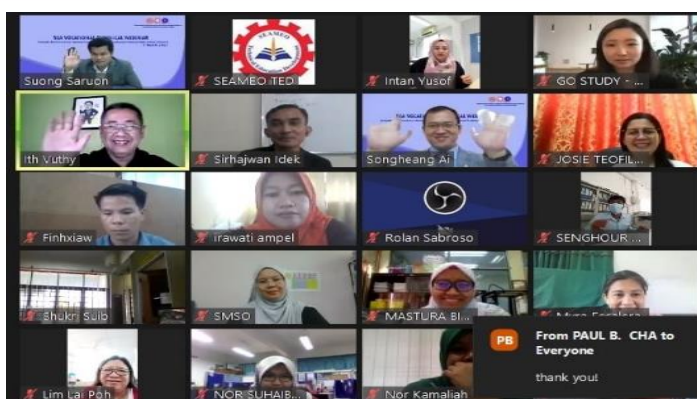 Suong Saruon
SEAMEO TED
Intan Yusof
GO STUDY - ...
Ith Vuthy
Sirhajwan Idek
Songheang Ai
JOSIE TEOFIL...
Finhxiaw
irawati ampel
Rolan Sabroso
SENGHOUR ...
Shukri Suib
SMSO
MASTURA BI...
PB
From PAUL B. CHA to
Everyone
thank you!
Lim Lai Poh
NOR SUHAIB...
Nor Kamaliah
SEAMEO